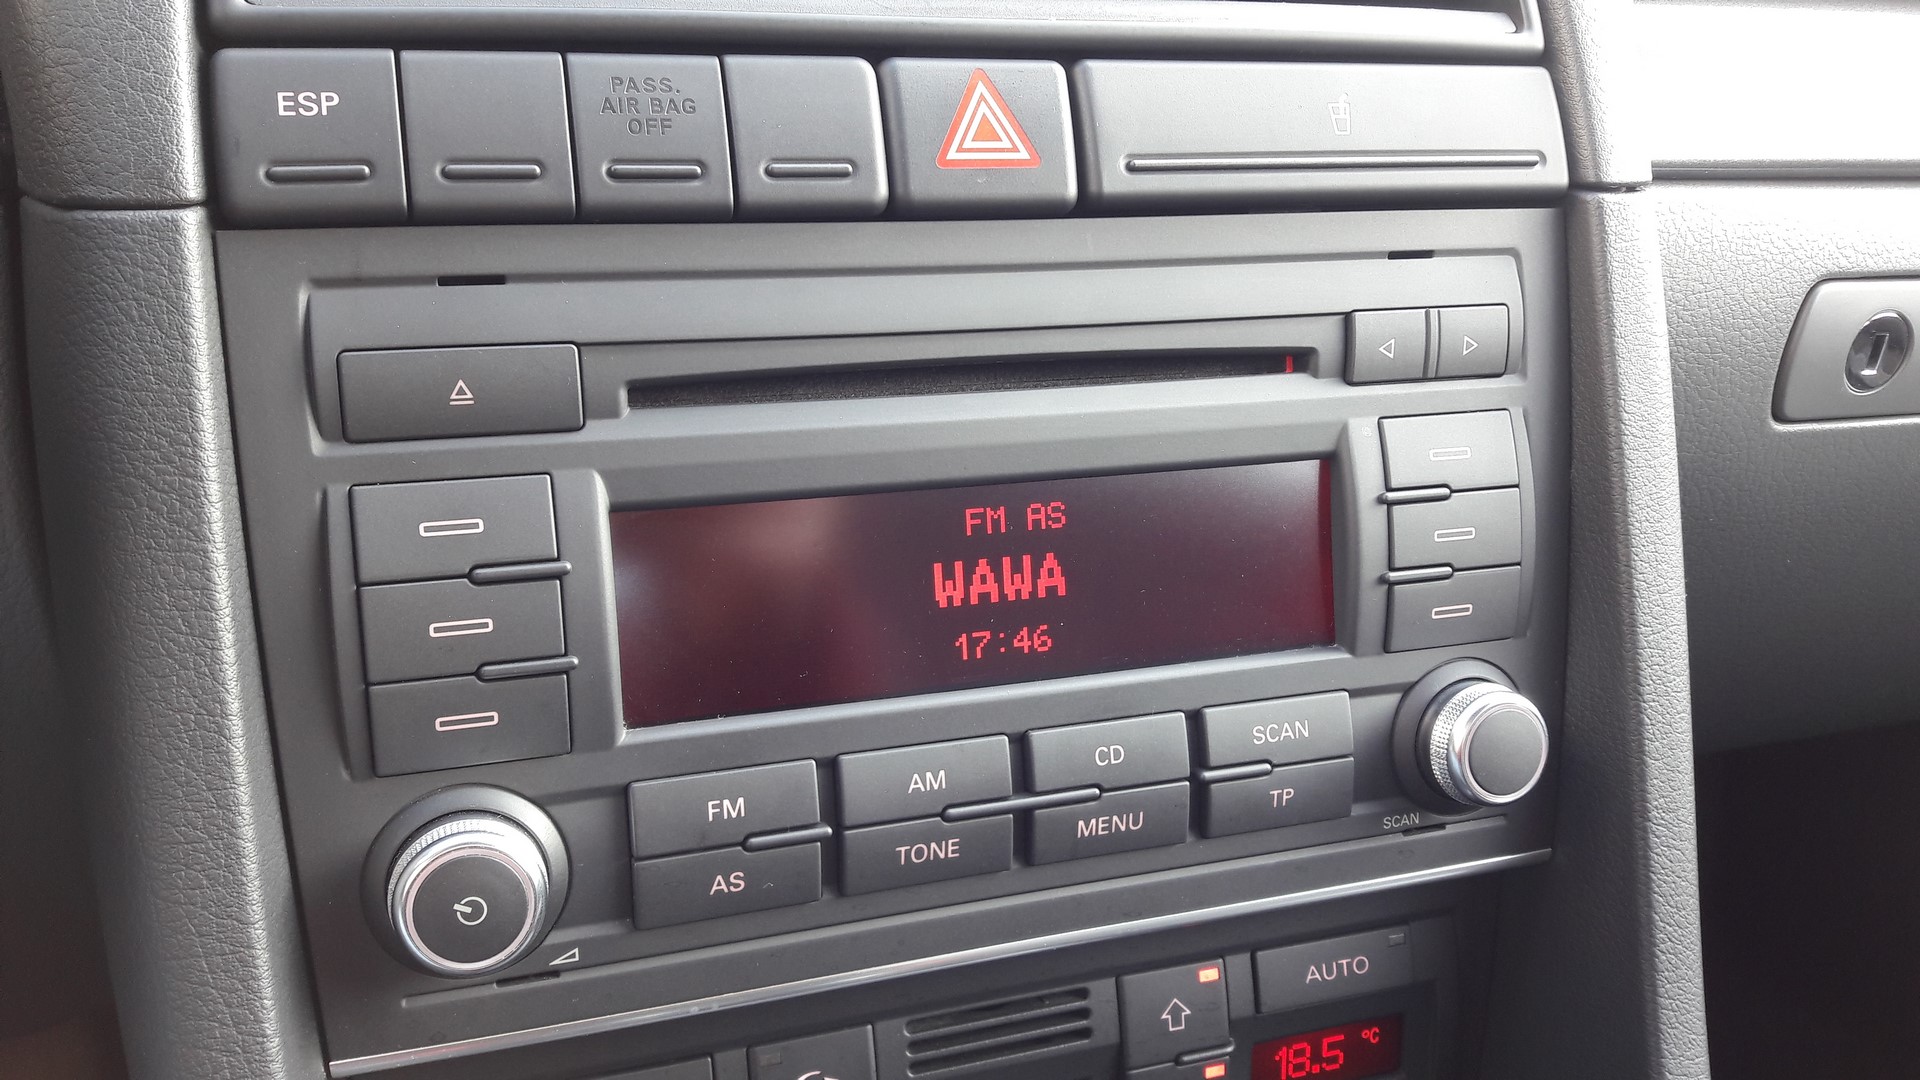 ESP
PASS.
AIR BAG
OFF
FM AS
WAWA
17:46
FM
AM
CD
SCAN
AS
TONE
MENU
TP
SCAN
AUTO
18.5 °C